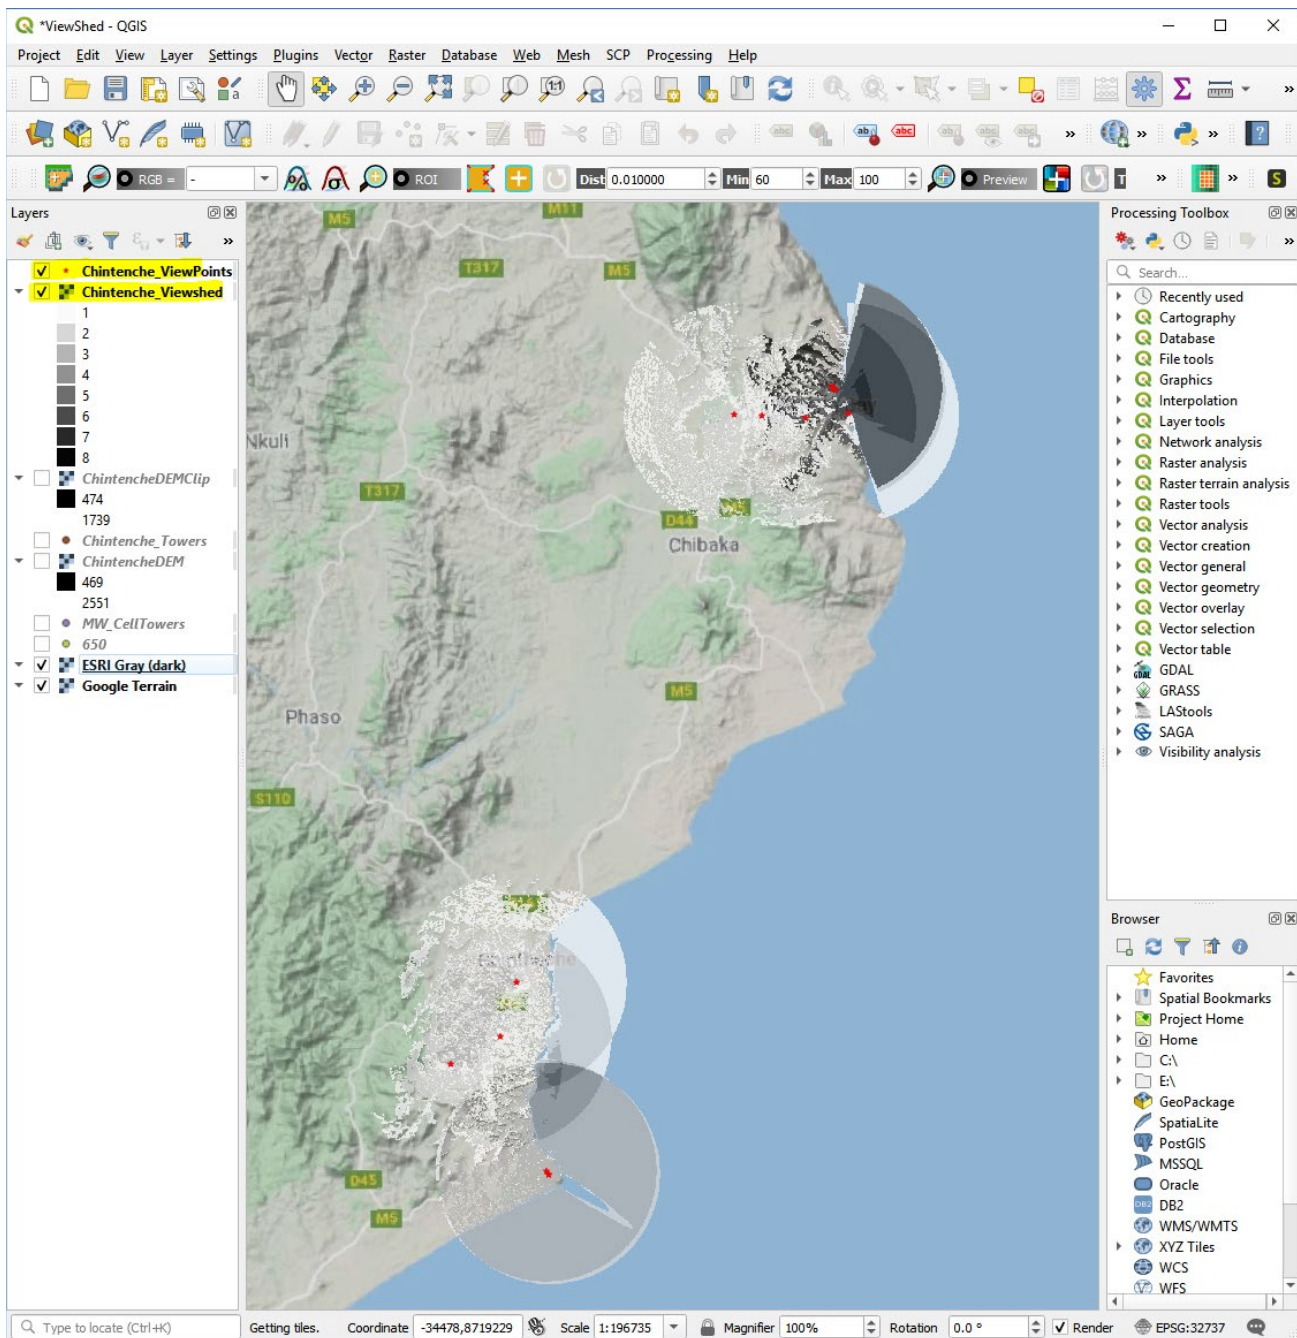 *ViewShed - QGIS
Project Edit View Layer Settings Plugins Vector Raster Database Web Mesh SCP Processing Help
RGB = - ROI Dist 0.010000 Min 60 Max 100 Preview T S
Layers
Chintenche_ViewPoints
Chintenche_Viewshed
1
2
3
4
5
6
7
8
ChintencheDEMClip
474
1739
Chintenche_Towers
ChintencheDEM
469
2551
MW_CellTowers
650
ESRI Gray (dark)
Google Terrain
M5
M11
T317
M5
Nkuli
T317
M5
D44
Chibaka
M5
Phaso
S110
D45
M5
Processing Toolbox
Search...
Recently used
Cartography
Database
File tools
Graphics
Interpolation
Layer tools
Network analysis
Raster analysis
Raster terrain analysis
Raster tools
Vector analysis
Vector creation
Vector general
Vector geometry
Vector overlay
Vector selection
Vector table
GDAL
GRASS
LAStools
SAGA
Visibility analysis
Browser
Favorites
Spatial Bookmarks
Project Home
Home
C:\
E:\
GeoPackage
SpatiaLite
PostGIS
MSSQL
Oracle
DB2
WMS/WMTS
XYZ Tiles
WCS
WFS
Type to locate (Ctrl+K) Getting tiles. Coordinate -34478,8719229 Scale 1:196735 Magnifier 100% Rotation 0.0 ° Render EPSG:32737